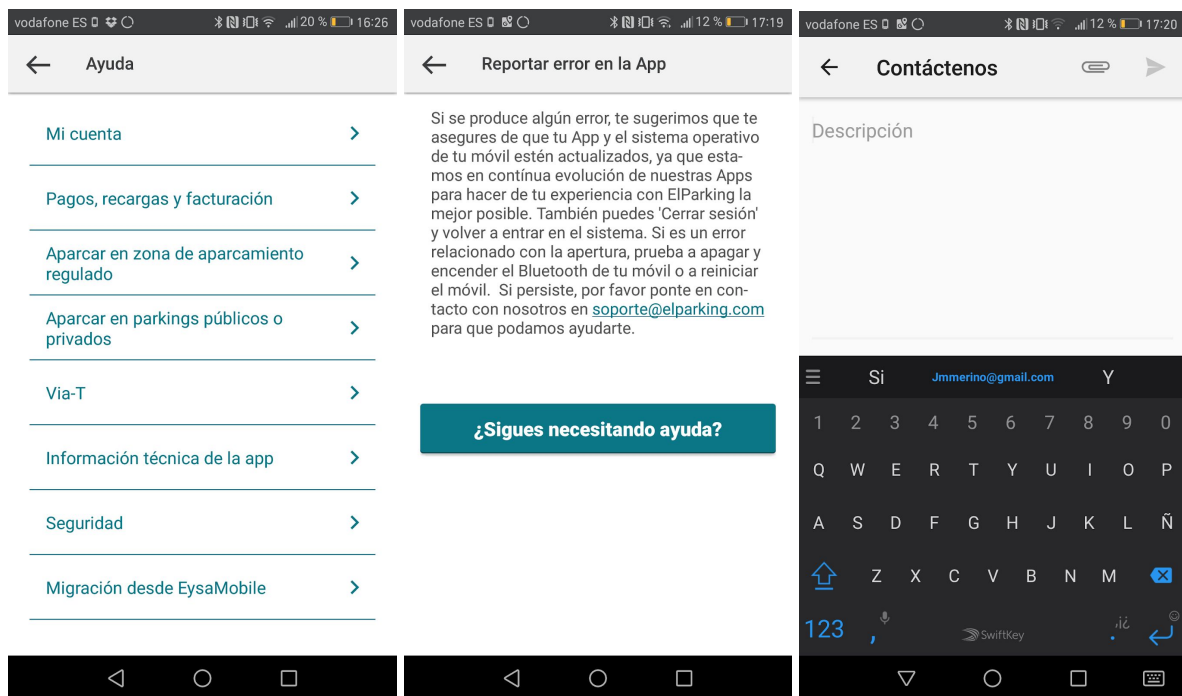 vodafone ES 20 % 16:26
Ayuda
Mi cuenta
Pagos, recargas y facturación
Aparcar en zona de aparcamiento
regulado
Aparcar en parkings públicos o
privados
Via-T
Información técnica de la app
Seguridad
Migración desde EysaMobile
vodafone ES 12 % 17:19
Reportar error en la App
Si se produce algún error, te sugerimos que te
asegures de que tu App y el sistema operativo
de tu móvil estén actualizados, ya que esta-
mos en contínua evolución de nuestras Apps
para hacer de tu experiencia con ElParking la
mejor posible. También puedes 'Cerrar sesión'
y volver a entrar en el sistema. Si es un error
relacionado con la apertura, prueba a apagar y
encender el Bluetooth de tu móvil o a reiniciar
el móvil.  Si persiste, por favor ponte en con-
tacto con nosotros en soporte@elparking.com
para que podamos ayudarte.
¿Sigues necesitando ayuda?
vodafone ES 12 % 17:20
Contáctenos
Descripción
Si Jmmerino@gmail.com Y
1 2 3 4 5 6 7 8 9 0
Q W E R T Y U I O P
A S D F G H J K L Ñ
Z X C V B N M
123 , SwiftKey . ,¡¿